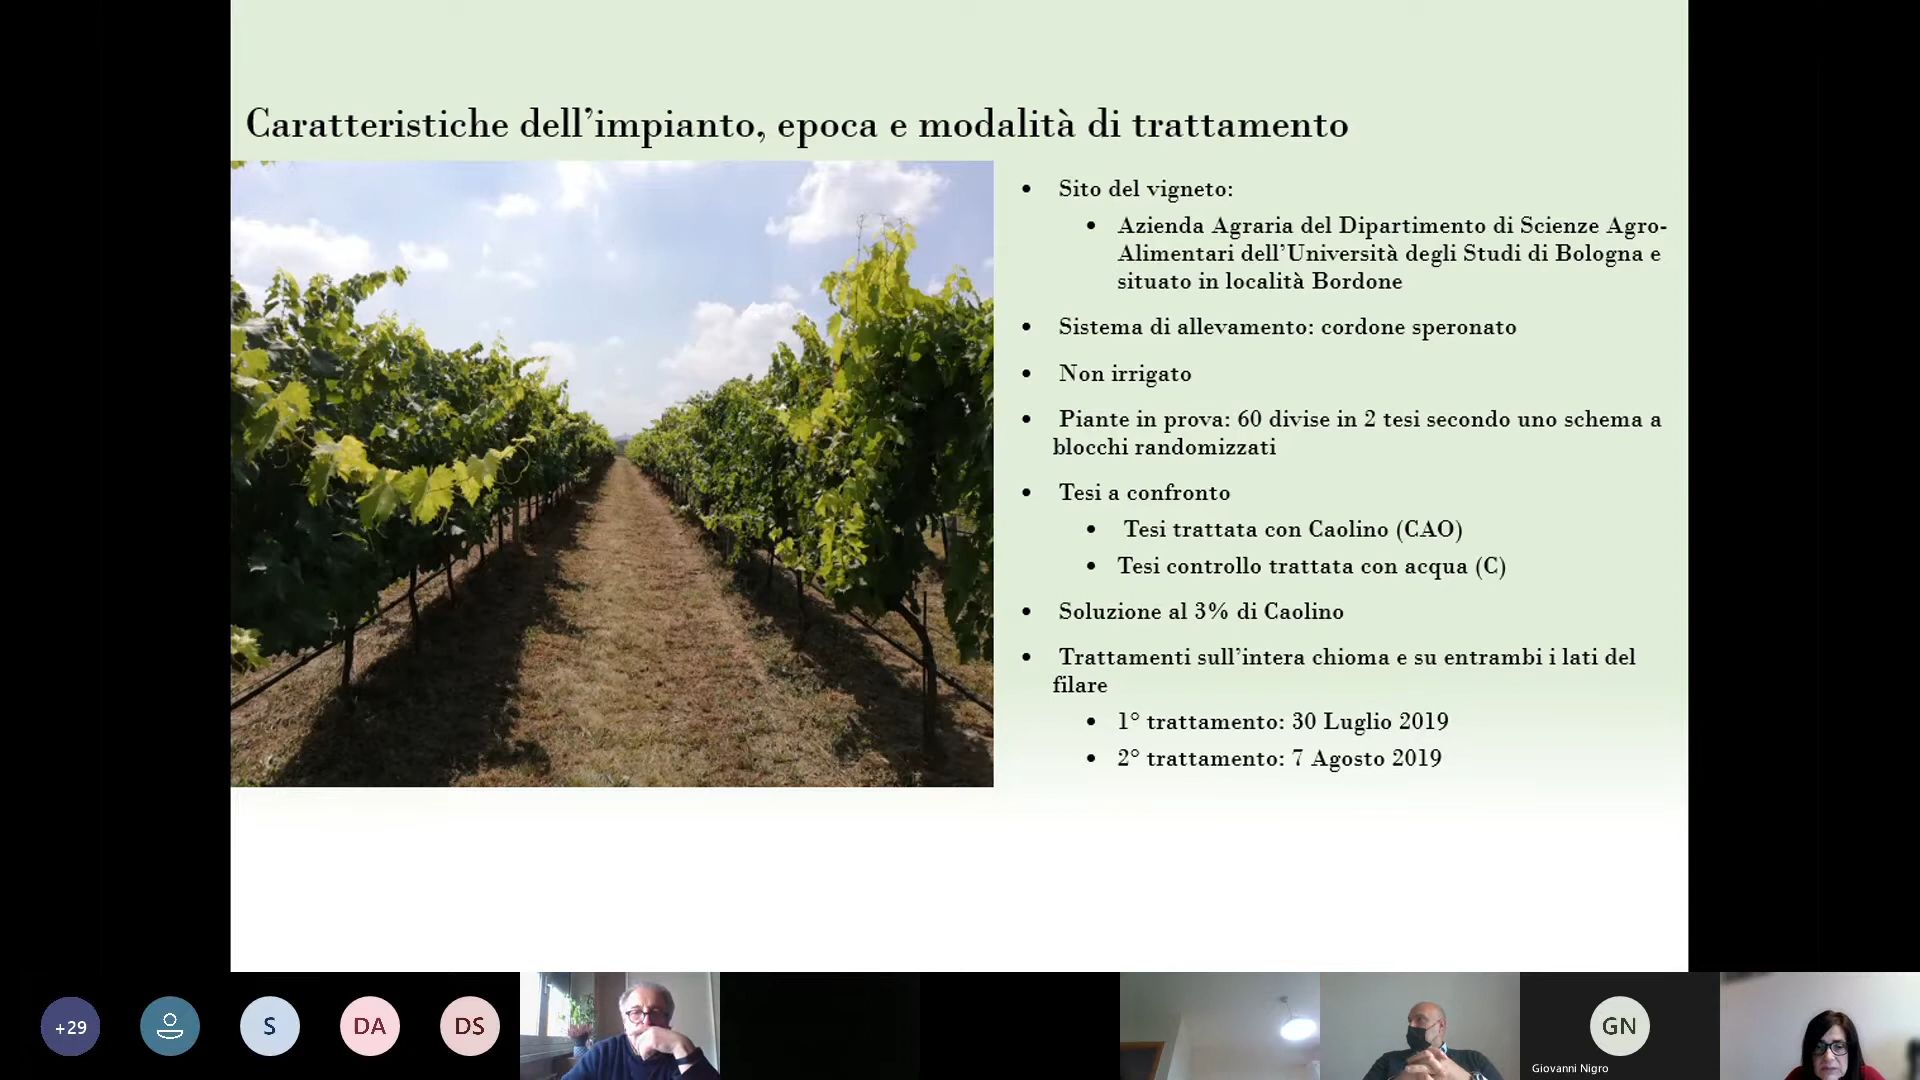 Caratteristiche dell'impianto, epoca e modalità di trattamento
• Sito del vigneto:
• Azienda Agraria del Dipartimento di Scienze Agro-
Alimentari dell'Università degli Studi di Bologna e
situato in località Bordone
• Sistema di allevamento: cordone speronato
• Non irrigato
• Piante in prova: 60 divise in 2 tesi secondo uno schema a
blocchi randomizzati
• Tesi a confronto
• Tesi trattata con Caolino (CAO)
• Tesi controllo trattata con acqua (C)
• Soluzione al 3% di Caolino
• Trattamenti sull'intera chioma e su entrambi i lati del
filare
• 1° trattamento: 30 Luglio 2019
• 2° trattamento: 7 Agosto 2019
+29
S
DA
DS
GN
Giovanni Nigro